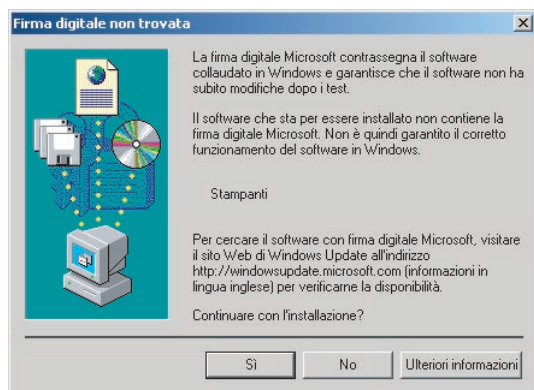 Firma digitale non trovata
La firma digitale Microsoft contrassegna il software
collaudato in Windows e garantisce che il software non ha
subito modifiche dopo i test.
Il software che sta per essere installato non contiene la
firma digitale Microsoft. Non è quindi garantito il corretto
funzionamento del software in Windows.
Stampanti
Per cercare il software con firma digitale Microsoft, visitare
il sito Web di Windows Update all'indirizzo
http://windowsupdate.microsoft.com (informazioni in
lingua inglese) per verificarne la disponibilità.
Continuare con l'installazione?
Sì
No
Ulteriori informazioni